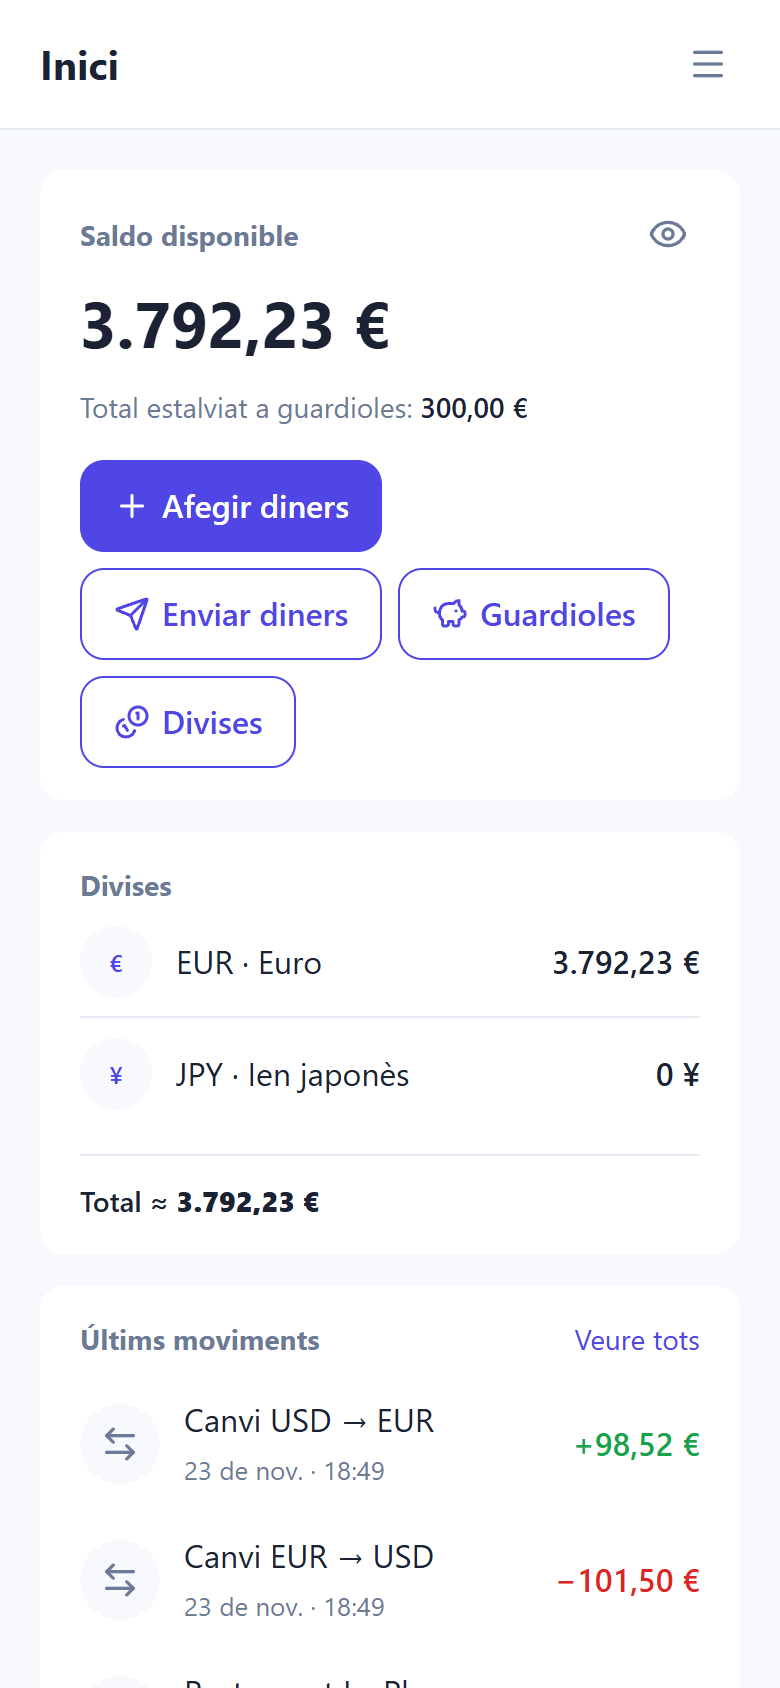 Inici
Saldo disponible
3.792,23 €
Total estalviat a guardioles: 300,00 €
Afegir diners
Enviar diners
Guardioles
Divises
Divises
€ EUR · Euro 3.792,23 €
¥ JPY · Ien japonès 0 ¥
Total ≈ 3.792,23 €
Últims moviments Veure tots
Canvi USD → EUR
+98,52 €
23 de nov. · 18:49
Canvi EUR → USD
−101,50 €
23 de nov. · 18:49